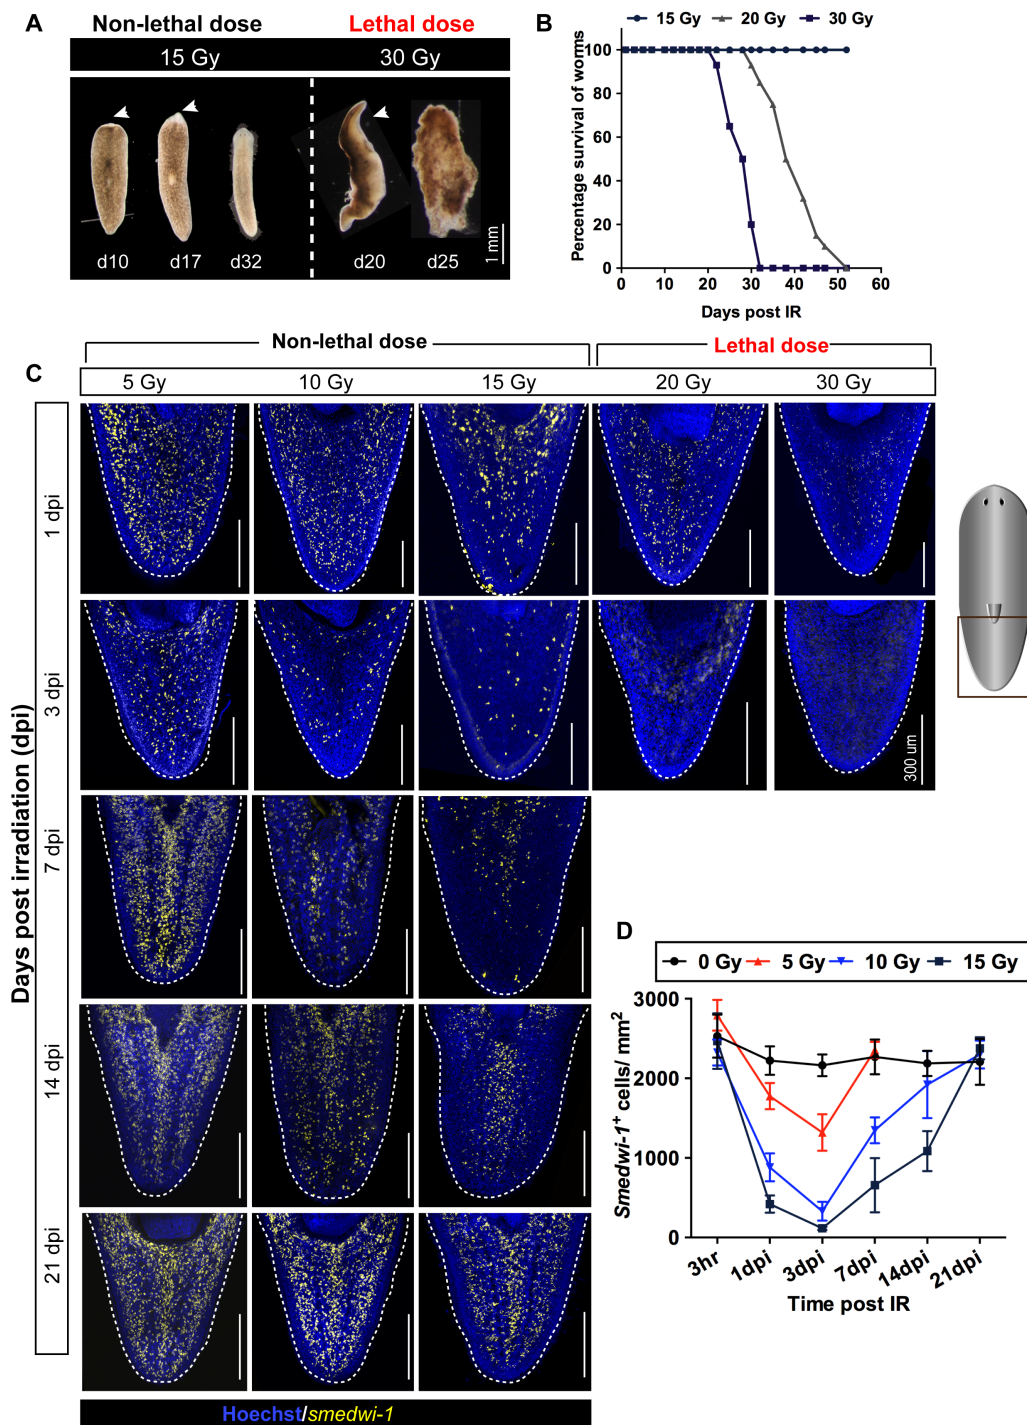 A
Non-lethal dose
Lethal dose
15 Gy
30 Gy
d10
d17
d32
d20
d25
1 mm
B
15 Gy
20 Gy
30 Gy
Percentage survival of worms
100
80
60
40
20
0
0
10
20
30
40
50
60
Days post IR
Non-lethal dose
Lethal dose
C
5 Gy
10 Gy
15 Gy
20 Gy
30 Gy
Days post irradiation (dpi)
1 dpi
3 dpi
7 dpi
14 dpi
21 dpi
300 um
Hoechst/smedwi-1
D
0 Gy
5 Gy
10 Gy
15 Gy
Smedwi-1⁺ cells/ mm²
3000
2000
1000
0
3hr
1dpi
3dpi
7dpi
14dpi
21dpi
Time post IR